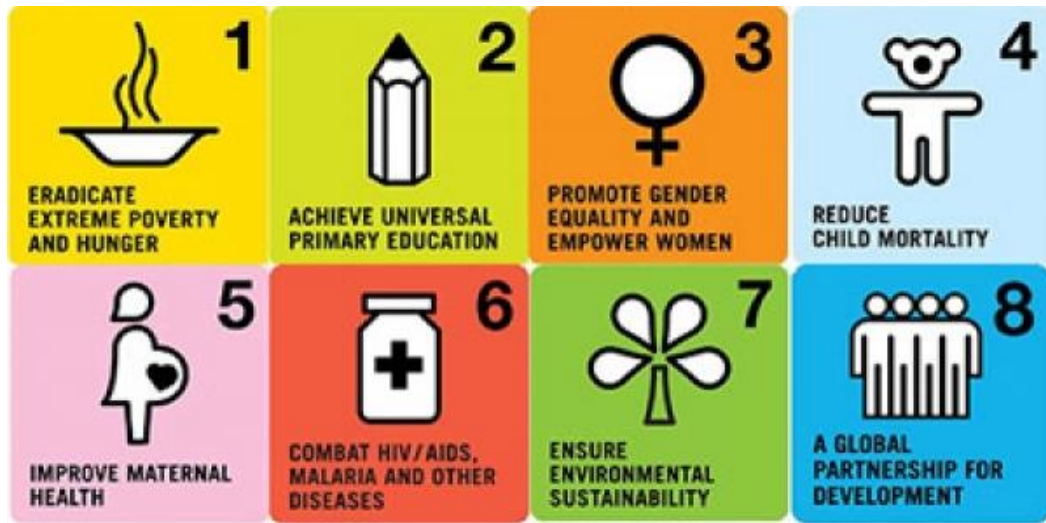 1
ERADICATE
EXTREME POVERTY
AND HUNGER
2
ACHIEVE UNIVERSAL
PRIMARY EDUCATION
3
PROMOTE GENDER
EQUALITY AND
EMPOWER WOMEN
4
REDUCE
CHILD MORTALITY
5
IMPROVE MATERNAL
HEALTH
6
COMBAT HIV/AIDS,
MALARIA AND OTHER
DISEASES
7
ENSURE
ENVIRONMENTAL
SUSTAINABILITY
8
A GLOBAL
PARTNERSHIP FOR
DEVELOPMENT